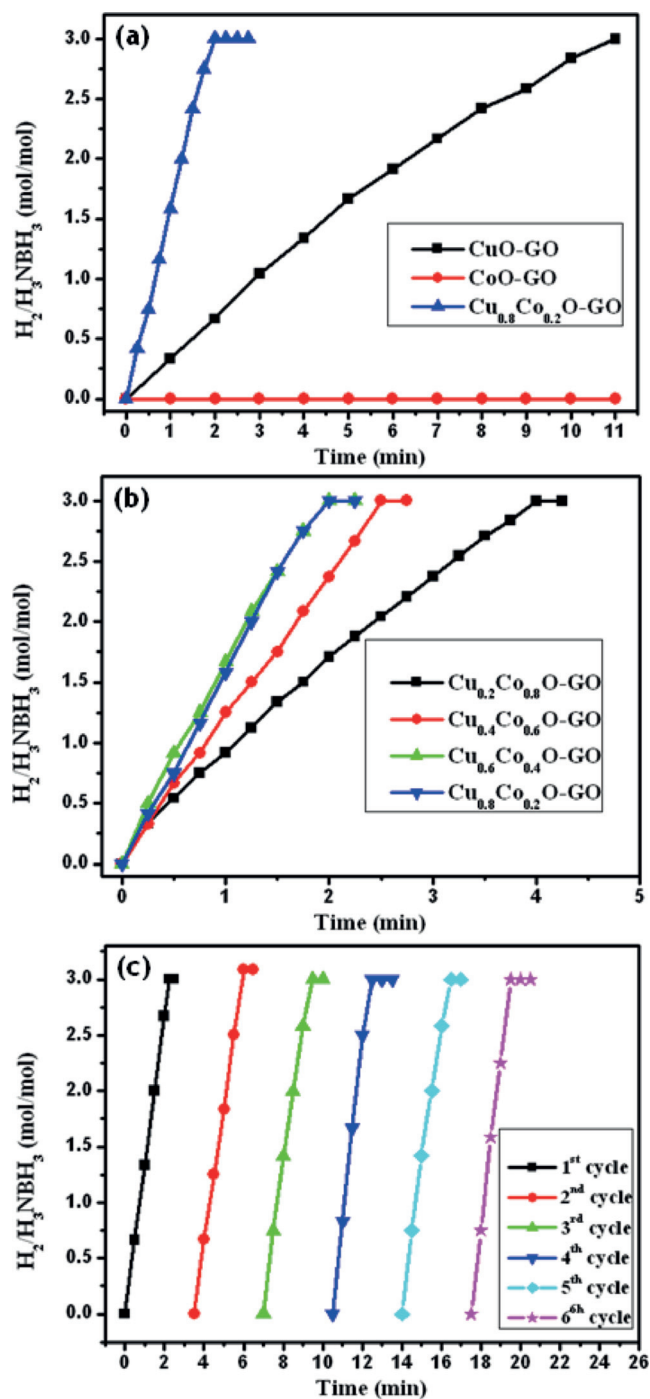 (a)
H2/H3NBH3 (mol/mol)
3.0
2.5
2.0
1.5
1.0
0.5
0.0
CuO-GO
CoO-GO
Cu0.8Co0.2O-GO
0 1 2 3 4 5 6 7 8 9 10 11
Time (min)
(b)
H2/H3NBH3 (mol/mol)
3.0
2.5
2.0
1.5
1.0
0.5
0.0
Cu0.2Co0.8O-GO
Cu0.4Co0.6O-GO
Cu0.6Co0.4O-GO
Cu0.8Co0.2O-GO
0 1 2 3 4 5
Time (min)
(c)
H2/H3NBH3 (mol/mol)
3.0
2.5
2.0
1.5
1.0
0.5
0.0
1st cycle
2nd cycle
3rd cycle
4th cycle
5th cycle
66h cycle
0 2 4 6 8 10 12 14 16 18 20 22 24 26
Time (min)